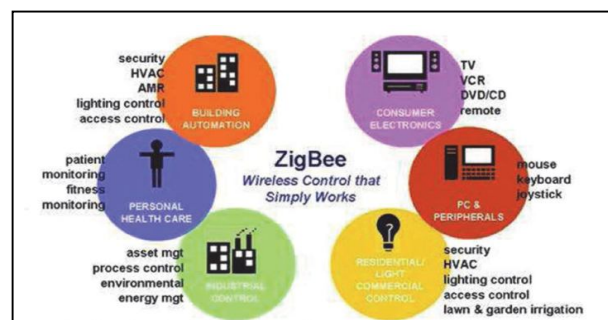 security
HVAC
AMR
lighting control
access control
BUILDING
AUTOMATION
CONSUMER
ELECTRONICS
TV
VCR
DVD/CD
remote
patient
monitoring
fitness
monitoring
PERSONAL
HEALTH CARE
ZigBee
Wireless Control that
Simply Works
PC &
PERIPHERALS
mouse
keyboard
joystick
asset mgt
process control
environmental
energy mgt
INDUSTRIAL
CONTROL
?
RESIDENTIAL/
LIGHT
COMMERCIAL
CONTROL
security
HVAC
lighting control
access control
lawn & garden irrigation